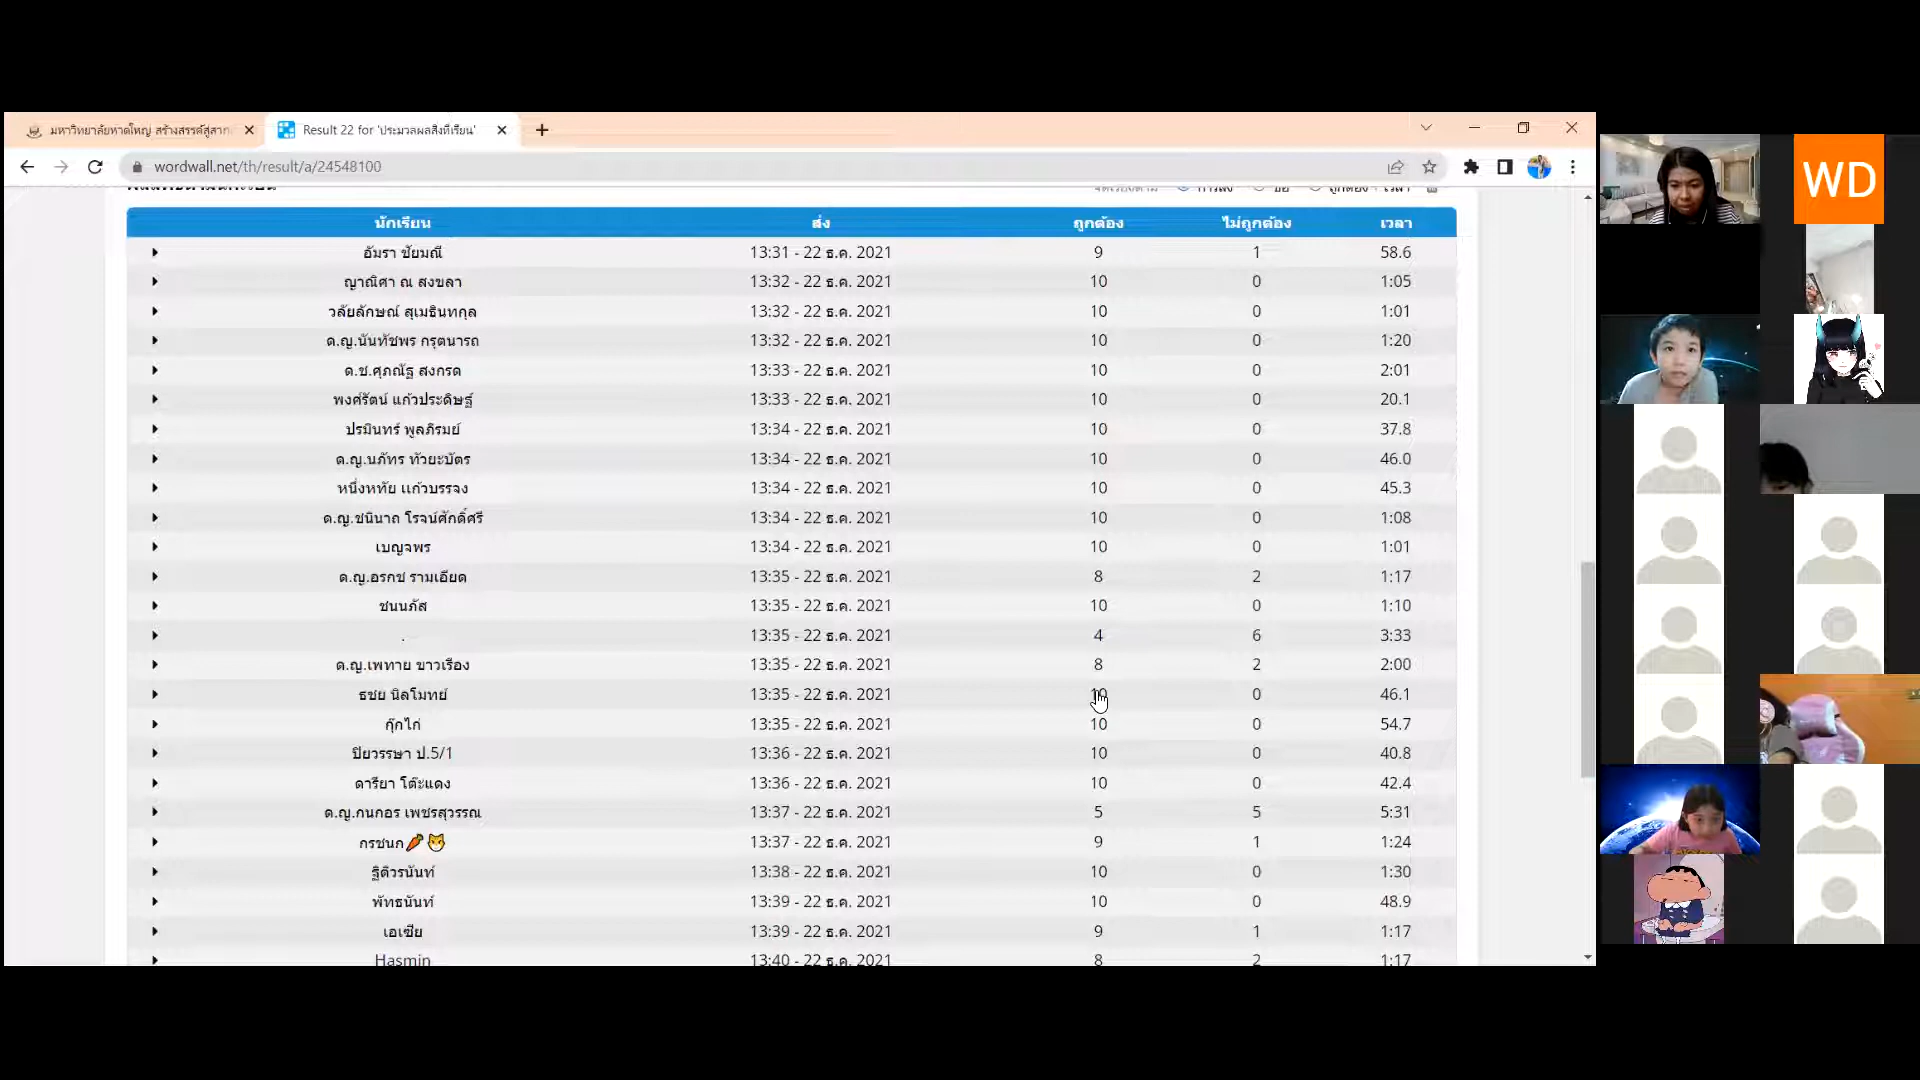 มหาวิทยาลัยหาดใหญ่ สร้างสรรค์สู่สาก
Result 22 for 'ประมวลผลสิ่งที่เรียน'
wordwall.net/th/result/a/24548100
นักเรียน ส่ง ถูกต้อง ไม่ถูกต้อง เวลา
อัมรา ชัยมณี 13:31 - 22 ธ.ค. 2021 9 1 58.6
ญาณิศา ณ สงขลา 13:32 - 22 ธ.ค. 2021 10 0 1:05
วลัยลักษณ์ สุเมธินทกุล 13:32 - 22 ธ.ค. 2021 10 0 1:01
ด.ญ.นันทัชพร กรุตนารถ 13:32 - 22 ธ.ค. 2021 10 0 1:20
ด.ช.ศุภณัฐ สงกรด 13:33 - 22 ธ.ค. 2021 10 0 2:01
พงศ์รัตน์ แก้วประดิษฐ์ 13:33 - 22 ธ.ค. 2021 10 0 20.1
ปรมินทร์ พูลภิรมย์ 13:34 - 22 ธ.ค. 2021 10 0 37.8
ด.ญ.นภัทร ทัวยะบัตร 13:34 - 22 ธ.ค. 2021 10 0 46.0
หนึ่งหทัย แก้วบรรจง 13:34 - 22 ธ.ค. 2021 10 0 45.3
ด.ญ.ชนินาถ โรจน์ศักดิ์ศรี 13:34 - 22 ธ.ค. 2021 10 0 1:08
เบญจพร 13:34 - 22 ธ.ค. 2021 10 0 1:01
ด.ญ.อรกช รามเอียด 13:35 - 22 ธ.ค. 2021 8 2 1:17
ชนนภัส 13:35 - 22 ธ.ค. 2021 10 0 1:10
. 13:35 - 22 ธ.ค. 2021 4 6 3:33
ด.ญ.เพทาย ขาวเรือง 13:35 - 22 ธ.ค. 2021 8 2 2:00
ธชย นิลโมทย์ 13:35 - 22 ธ.ค. 2021 10 0 46.1
กุ๊กไก่ 13:35 - 22 ธ.ค. 2021 10 0 54.7
ปิยวรรษา ป.5/1 13:36 - 22 ธ.ค. 2021 10 0 40.8
ดารียา โต๊ะแดง 13:36 - 22 ธ.ค. 2021 10 0 42.4
ด.ญ.กนกอร เพชรสุวรรณ 13:37 - 22 ธ.ค. 2021 5 5 5:31
กรชนก🥕🐱 13:37 - 22 ธ.ค. 2021 9 1 1:24
ฐิติวรนันท์ 13:38 - 22 ธ.ค. 2021 10 0 1:30
พัทธนันท์ 13:39 - 22 ธ.ค. 2021 10 0 48.9
เอเซีย 13:39 - 22 ธ.ค. 2021 9 1 1:17
Hasmin 13:40 - 22 ธ.ค. 2021 8 2 1:17
WD